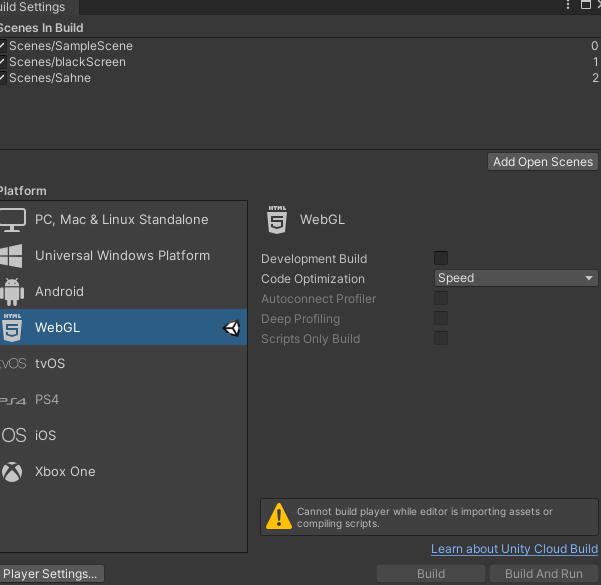 uild Settings
Scenes In Build
Scenes/SampleScene 0
Scenes/blackScreen 1
Scenes/Sahne 2
Add Open Scenes
Platform
PC, Mac & Linux Standalone
Universal Windows Platform
Android
HTML
5
WebGL
tvOS tvOS
PS4
iOS iOS
Xbox One
HTML
5
WebGL
Development Build
Code Optimization Speed
Autoconnect Profiler
Deep Profiling
Scripts Only Build
Cannot build player while editor is importing assets or
compiling scripts.
Learn about Unity Cloud Build
Player Settings...
Build
Build And Run